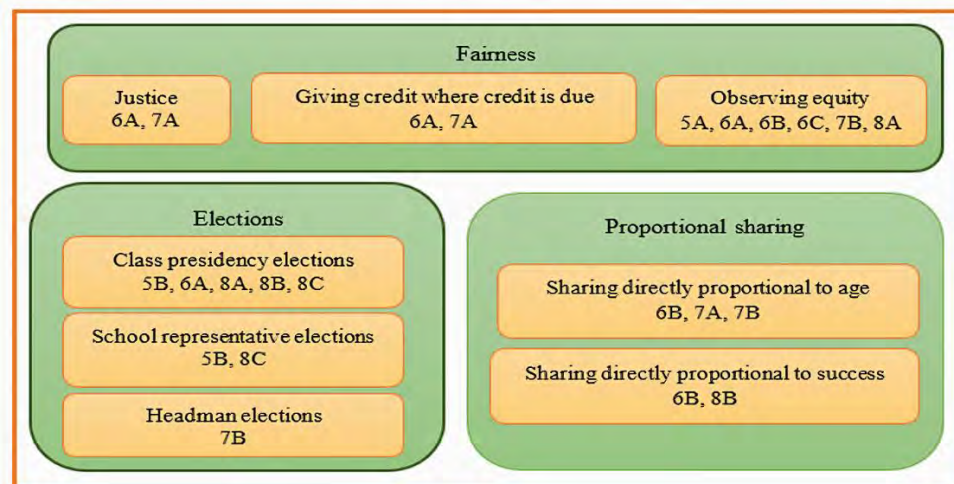 Fairness
Justice
6A, 7A
Giving credit where credit is due
6A, 7A
Observing equity
5A, 6A, 6B, 6C, 7B, 8A
Elections
Class presidency elections
5B, 6A, 8A, 8B, 8C
School representative elections
5B, 8C
Headman elections
7B
Proportional sharing
Sharing directly proportional to age
6B, 7A, 7B
Sharing directly proportional to success
6B, 8B